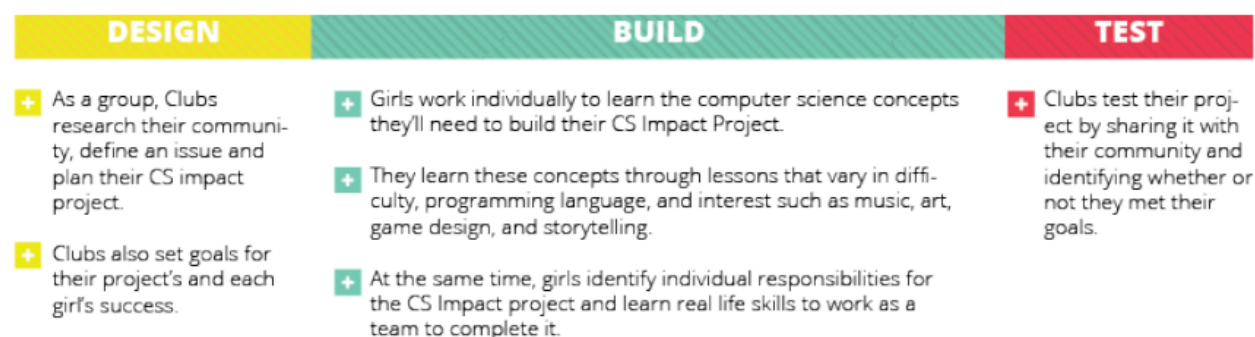 DESIGN
As a group, Clubs
research their communi-
ty, define an issue and
plan their CS impact
project.
Clubs also set goals for
their project's and each
girl's success.
BUILD
Girls work individually to learn the computer science concepts
they'll need to build their CS Impact Project.
They learn these concepts through lessons that vary in diffi-
culty, programming language, and interest such as music, art,
game design, and storytelling.
At the same time, girls identify individual responsibilities for
the CS Impact project and learn real life skills to work as a
team to complete it.
TEST
Clubs test their proj-
ect by sharing it with
their community and
identifying whether or
not they met their
goals.